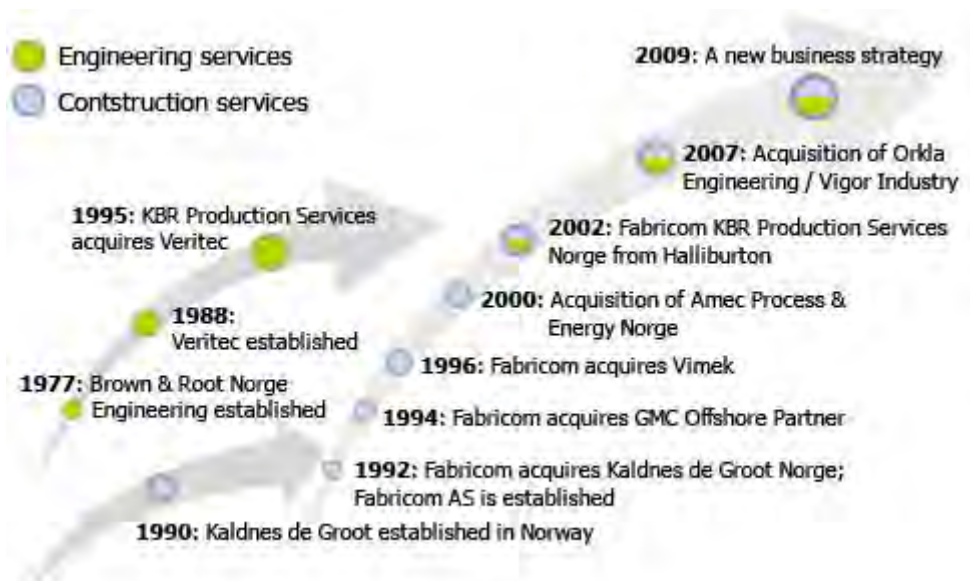 Engineering services
Contstruction services
2009: A new business strategy
2007: Acquisition of Orkla
Engineering / Vigor Industry
1995: KBR Production Services
acquires Veritec
2002: Fabricom KBR Production Services
Norge from Halliburton
2000: Acquisition of Amec Process &
Energy Norge
1988:
Veritec established
1996: Fabricom acquires Vimek
1977: Brown & Root Norge
Engineering established
1994: Fabricom acquires GMC Offshore Partner
1992: Fabricom acquires Kaldnes de Groot Norge;
Fabricom AS is established
1990: Kaldnes de Groot established in Norway